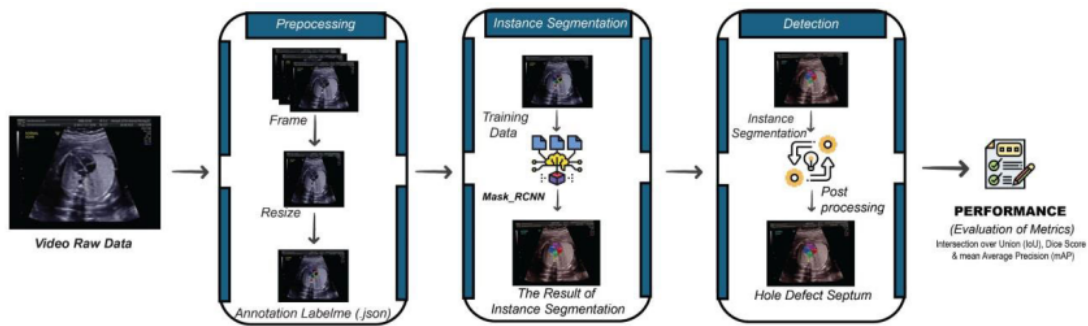 Video Raw Data
Prepocessing
Frame
Resize
Annotation Labelme (.json)
Instance Segmentation
Training
Data
Mask_RCNN
The Result of
Instance Segmentation
Detection
Instance
Segmentation
Post
processing
Hole Defect Septum
PERFORMANCE
(Evaluation of Metrics)
Intersection over Union (IoU), Dice Score
& mean Average Precision (mAP)